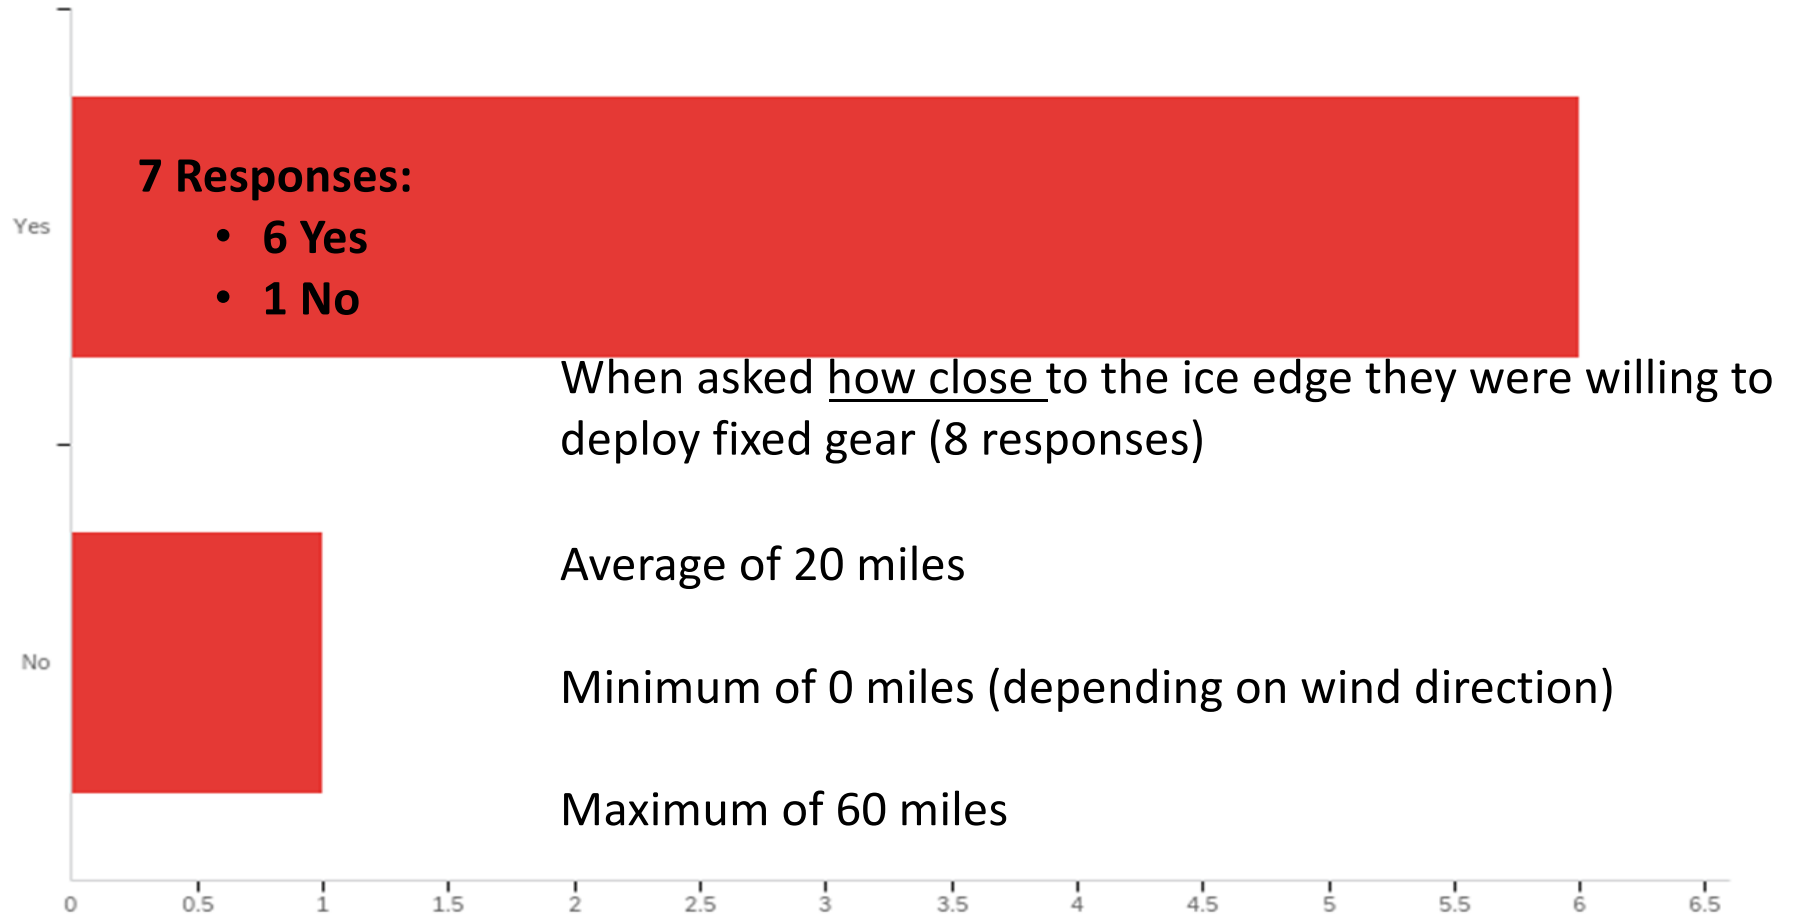 7 Responses:
• 6 Yes
• 1 No
Yes
When asked how close to the ice edge they were willing to
deploy fixed gear (8 responses)
Average of 20 miles
No
Minimum of 0 miles (depending on wind direction)
Maximum of 60 miles
0 0.5 1 1.5 2 2.5 3 3.5 4 4.5 5 5.5 6 6.5